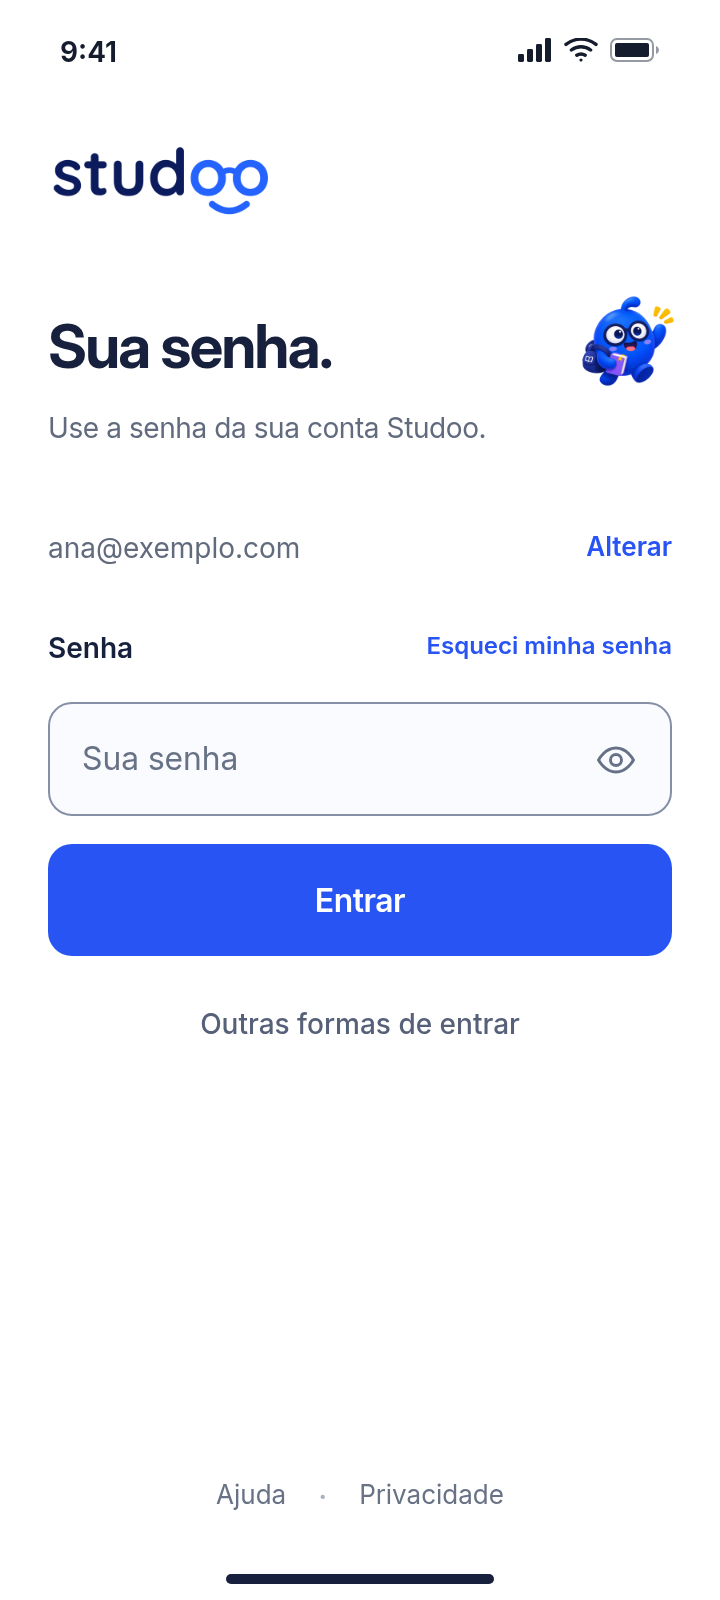 9:41
studoo
Sua senha.
Use a senha da sua conta Studoo.
ana@exemplo.com
Alterar
Senha
Esqueci minha senha
Sua senha
Entrar
Outras formas de entrar
Ajuda · Privacidade